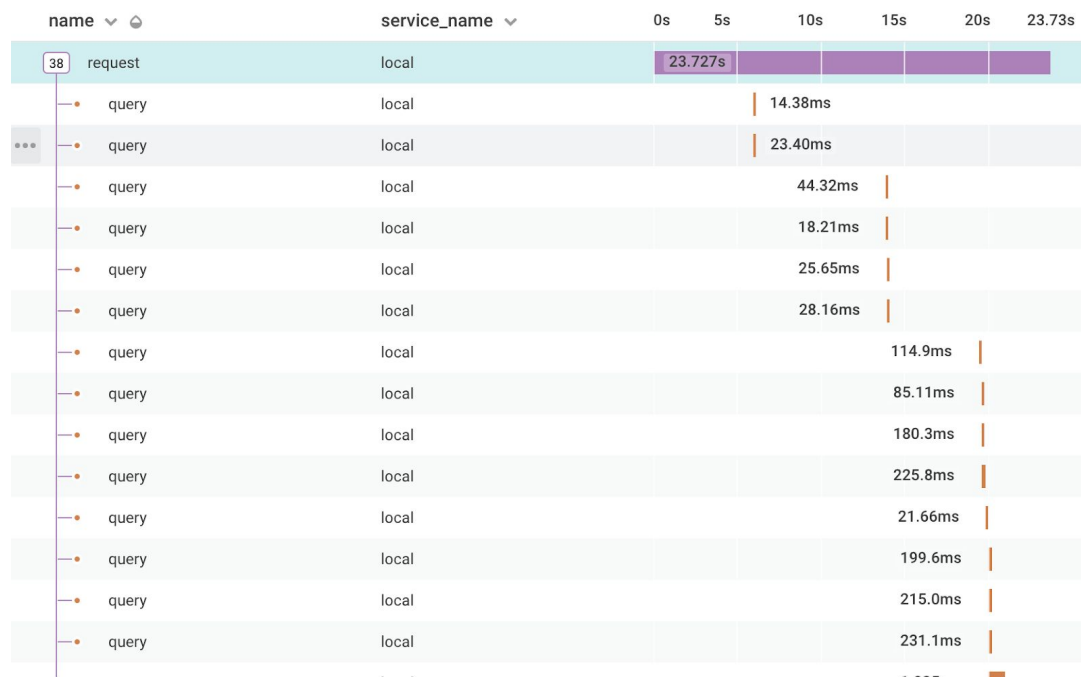 name service_name 0s 5s 10s 15s 20s 23.73s
38 request local 23.727s
query local 14.38ms
query local 23.40ms
query local 44.32ms
query local 18.21ms
query local 25.65ms
query local 28.16ms
query local 114.9ms
query local 85.11ms
query local 180.3ms
query local 225.8ms
query local 21.66ms
query local 199.6ms
query local 215.0ms
query local 231.1ms